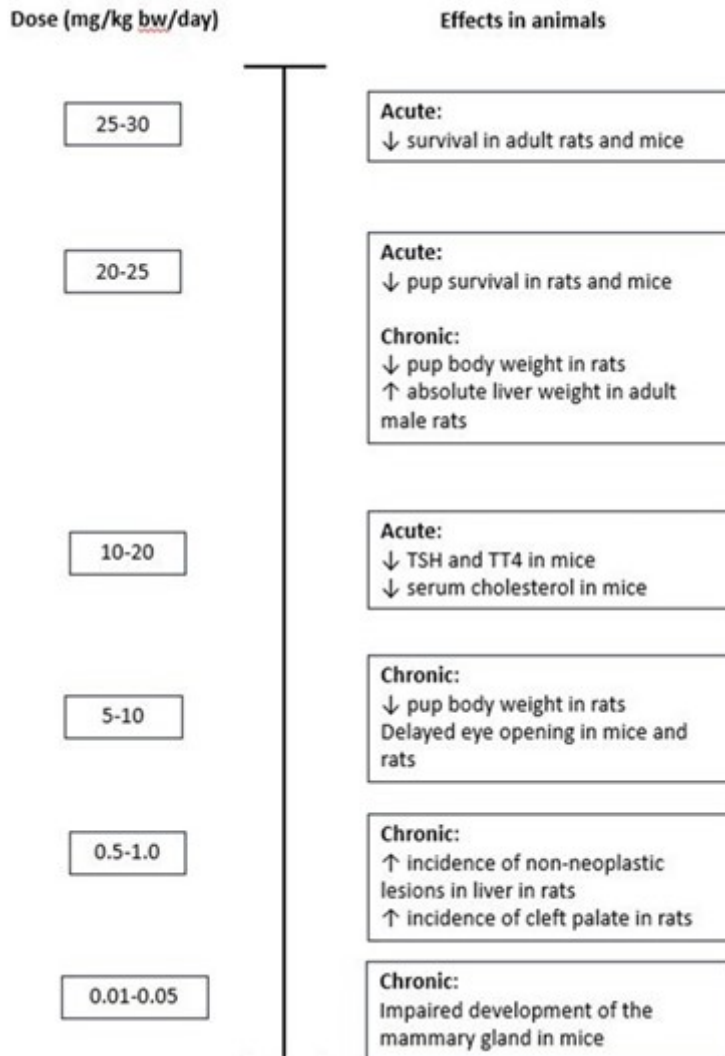 Dose (mg/kg bw/day)
Effects in animals
25-30
Acute:
↓ survival in adult rats and mice
20-25
Acute:
↓ pup survival in rats and mice
Chronic:
↓ pup body weight in rats
↑ absolute liver weight in adult
male rats
10-20
Acute:
↓ TSH and TT4 in mice
↓ serum cholesterol in mice
5-10
Chronic:
↓ pup body weight in rats
Delayed eye opening in mice and
rats
0.5-1.0
Chronic:
↑ incidence of non-neoplastic
lesions in liver in rats
↑ incidence of cleft palate in rats
0.01-0.05
Chronic:
Impaired development of the
mammary gland in mice